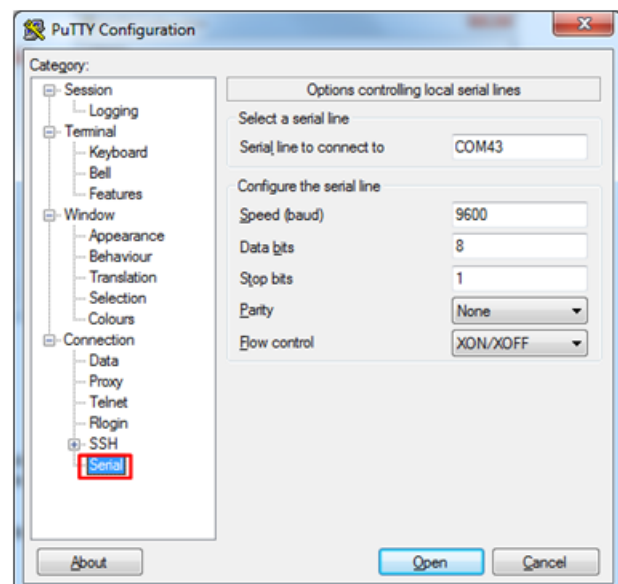 PuTTY Configuration
Category:
Session
Logging
Terminal
Keyboard
Bell
Features
Window
Appearance
Behaviour
Translation
Selection
Colours
Connection
Data
Proxy
Telnet
Rlogin
SSH
Serial
Options controlling local serial lines
Select a serial line
Serial line to connect to COM43
Configure the serial line
Speed (baud) 9600
Data bits 8
Stop bits 1
Parity None
Flow control XON/XOFF
About Open Cancel